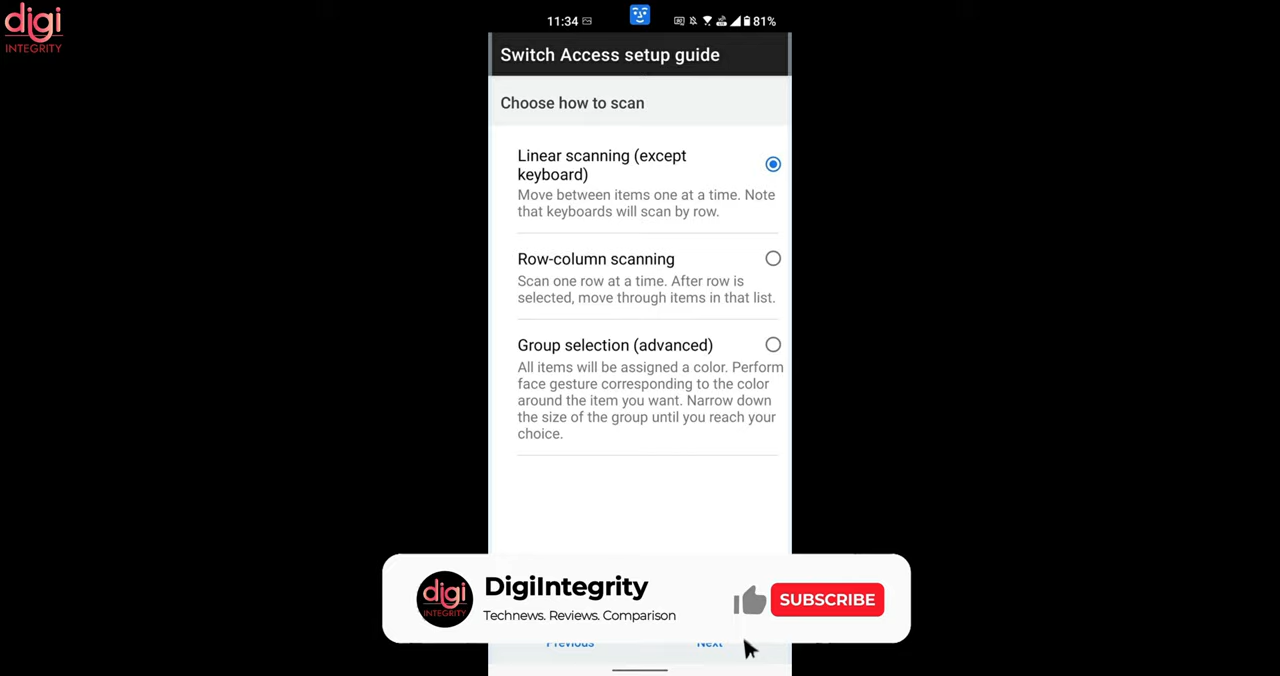 digi
INTEGRITY
11:34
81%
Switch Access setup guide
Choose how to scan
Linear scanning (except
keyboard)
Move between items one at a time. Note
that keyboards will scan by row.
Row-column scanning
Scan one row at a time. After row is
selected, move through items in that list.
Group selection (advanced)
All items will be assigned a color. Perform
face gesture corresponding to the color
around the item you want. Narrow down
the size of the group until you reach your
choice.
digi
INTEGRITY
DigiIntegrity
Technews. Reviews. Comparison
SUBSCRIBE
Previous
Next